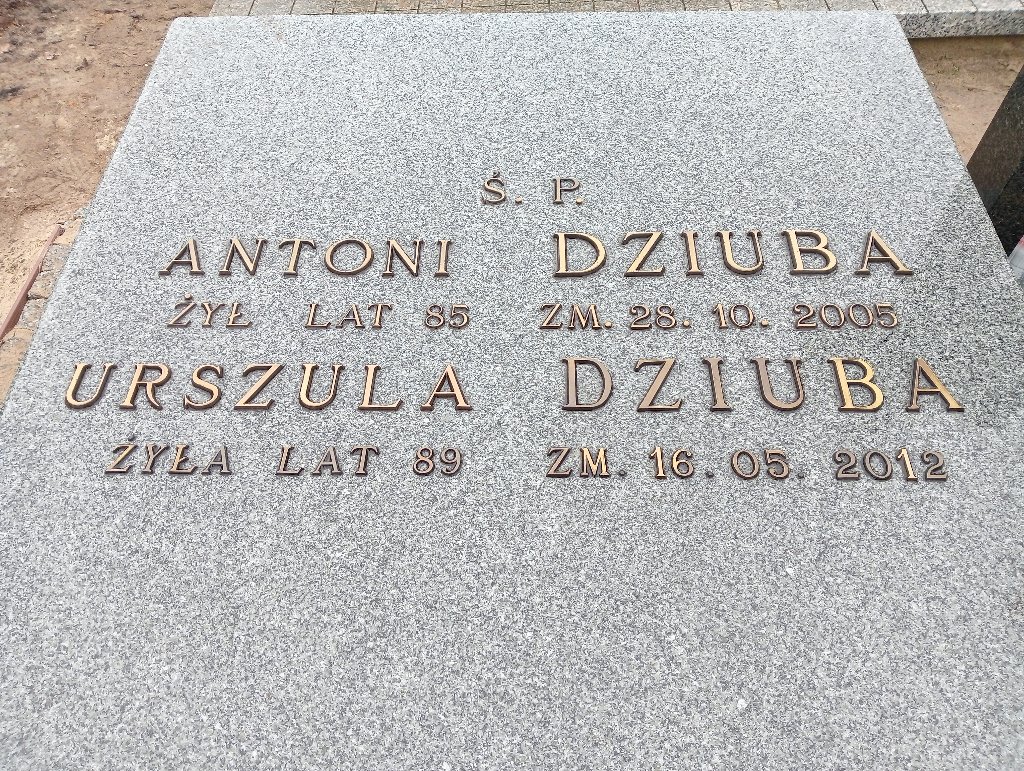 Ś. P.
ANTONI DZIUBA
ŻYŁ LAT 85 ZM. 28. 10. 2005
URSZULA DZIUBA
ŻYŁA LAT 89 ZM. 16. 05. 2012